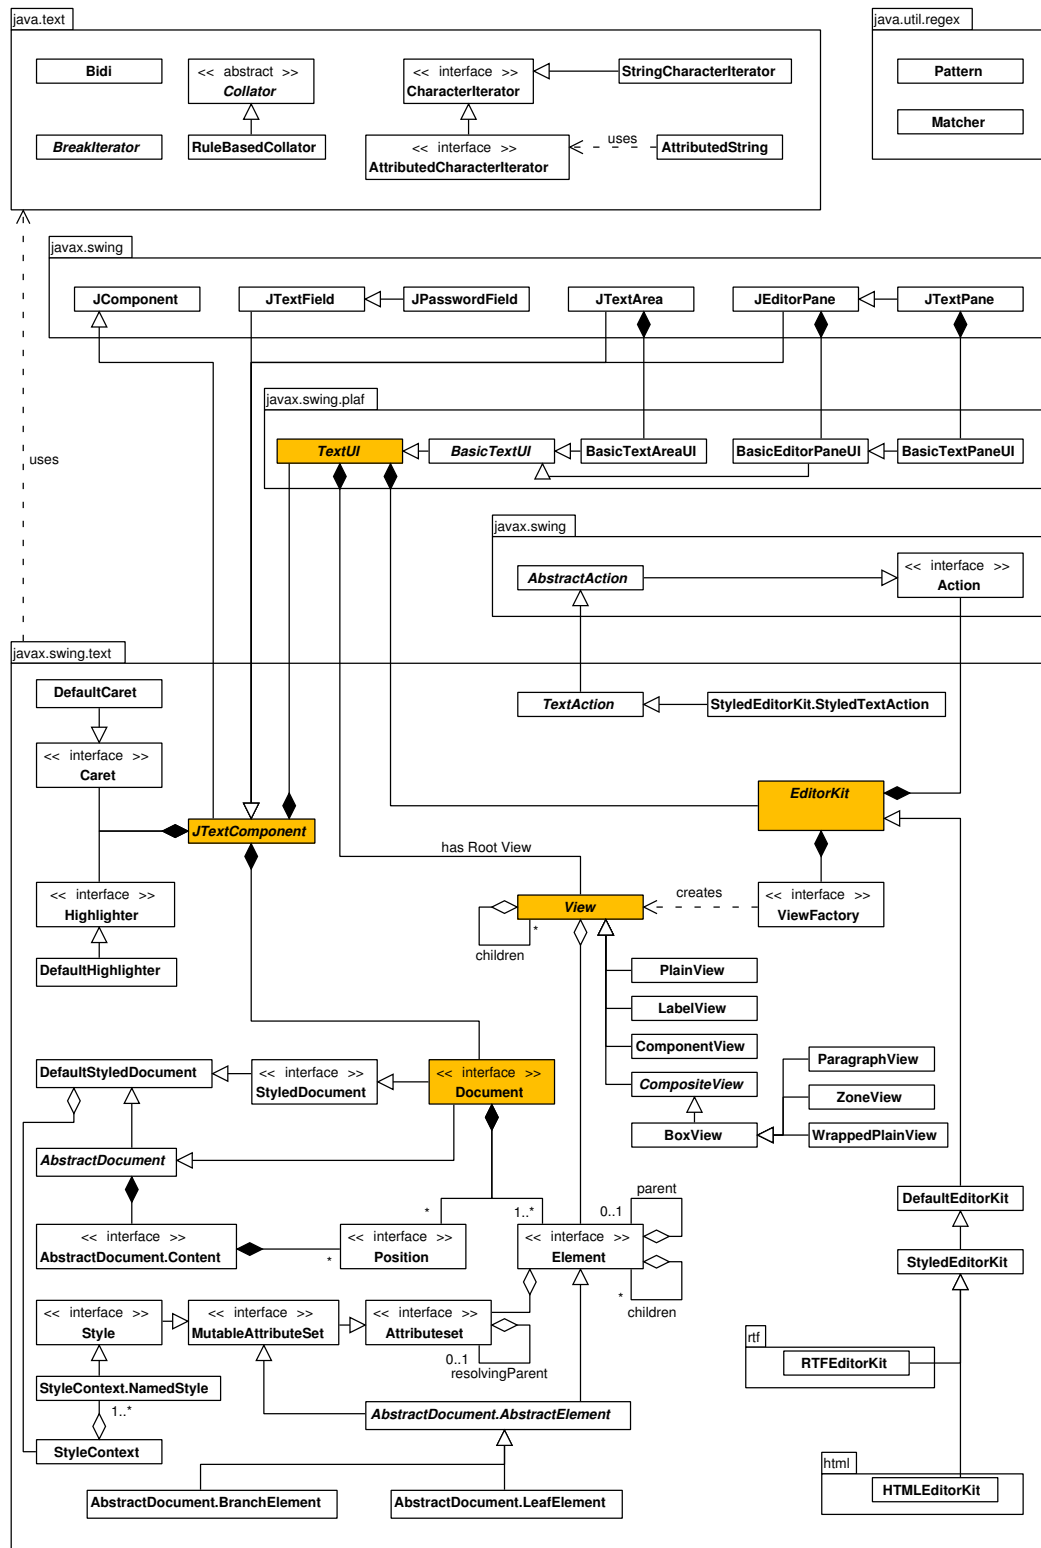 java.text
java.util.regex
Bidi
<< abstract >>
Collator
<< interface >>
CharacterIterator
StringCharacterIterator
Pattern
BreakIterator
RuleBasedCollator
<< interface >>
AttributedCharacterIterator
uses
AttributedString
Matcher
javax.swing
JComponent
JTextField
JPasswordField
JTextArea
JEditorPane
JTextPane
javax.swing.plaf
TextUI
BasicTextUI
BasicTextAreaUI
BasicEditorPaneUI
BasicTextPaneUI
uses
javax.swing
AbstractAction
<< interface >>
Action
javax.swing.text
DefaultCaret
TextAction
StyledEditorKit.StyledTextAction
<< interface >>
Caret
EditorKit
JTextComponent
has Root View
<< interface >>
Highlighter
creates
<< interface >>
ViewFactory
View
*
children
DefaultHighlighter
PlainView
LabelView
ComponentView
ParagraphView
DefaultStyledDocument
<< interface >>
StyledDocument
<< interface >>
Document
CompositeView
ZoneView
BoxView
WrappedPlainView
AbstractDocument
parent
DefaultEditorKit
*
1..*
0..1
<< interface >>
AbstractDocument.Content
*
<< interface >>
Position
<< interface >>
Element
StyledEditorKit
*
children
<< interface >>
Style
<< interface >>
MutableAttributeSet
<< interface >>
Attributeset
0..1
resolvingParent
rtf
RTFEditorKit
StyleContext.NamedStyle
1..*
AbstractDocument.AbstractElement
StyleContext
html
HTMLEditorKit
AbstractDocument.BranchElement
AbstractDocument.LeafElement